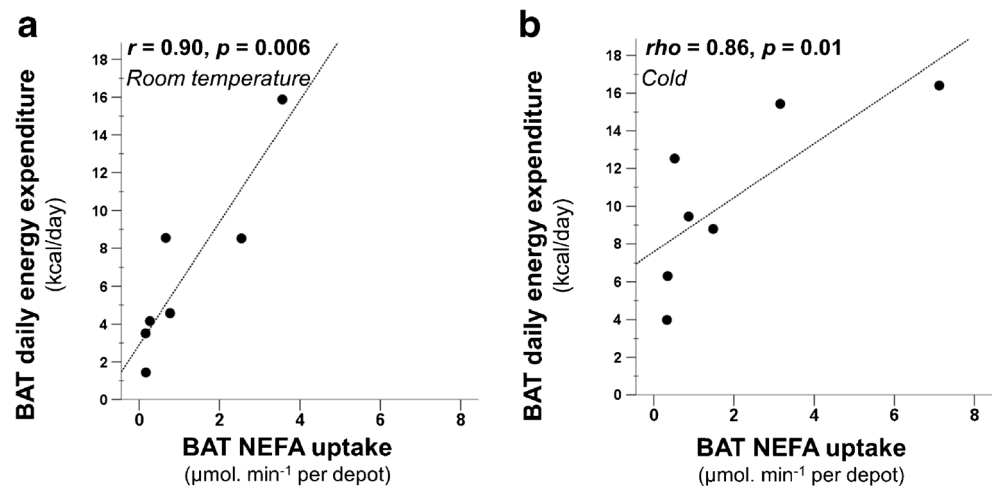 a
r = 0.90, p = 0.006
Room temperature
18
16
14
12
10
8
6
4
2
0
BAT daily energy expenditure
(kcal/day)
0 2 4 6 8
BAT NEFA uptake
(µmol. min-1 per depot)
b
rho = 0.86, p = 0.01
Cold
18
16
14
12
10
8
6
4
2
0
BAT daily energy expenditure
(kcal/day)
0 2 4 6 8
BAT NEFA uptake
(µmol. min-1 per depot)